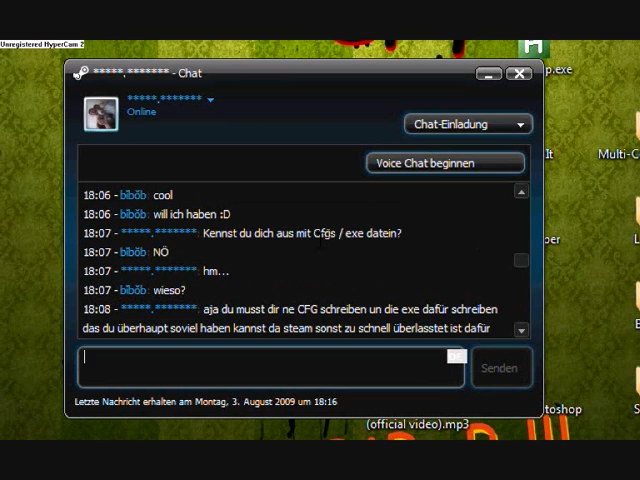 Unregistered HyperCam 2
*****.******* - Chat
p.exe
*****.*******
Online
Chat-Einladung
Voice Chat beginnen
Multi-C
18:06 - bîbôb: cool
18:06 - bîbôb: will ich haben :D
18:07 - *****.*******: Kennst du dich aus mit Cfgs / exe datein?
18:07 - bîbôb: NÖ
18:07 - *****.*******: hm...
18:07 - bîbôb: wieso?
18:08 - *****.*******: aja du musst dir ne CFG schreiben un die exe dafür schreiben
das du überhaupt soviel haben kannst da steam sonst zu schnell überlasstet ist dafür
Senden
Letzte Nachricht erhalten am Montag, 3. August 2009 um 18:16
toshop
(official video).mp3